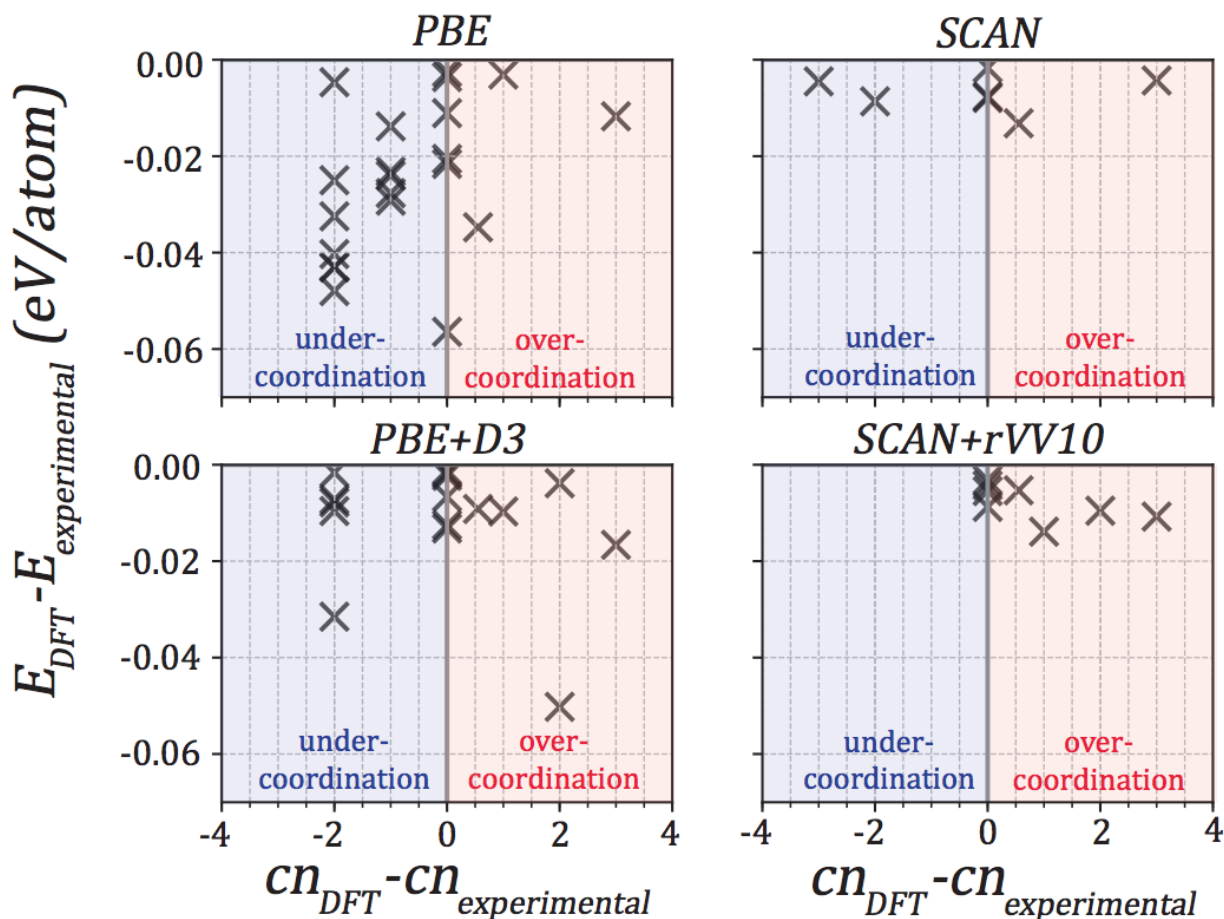 PBE
SCAN
0.00
-0.02
-0.04
-0.06
under-
coordination
over-
coordination
under-
coordination
over-
coordination
E_DFT-E_experimental (eV/atom)
PBE+D3
SCAN+rVV10
0.00
-0.02
-0.04
-0.06
under-
coordination
over-
coordination
under-
coordination
over-
coordination
-4 -2 0 2 4
-4 -2 0 2 4
cn_DFT-cn_experimental
cn_DFT-cn_experimental